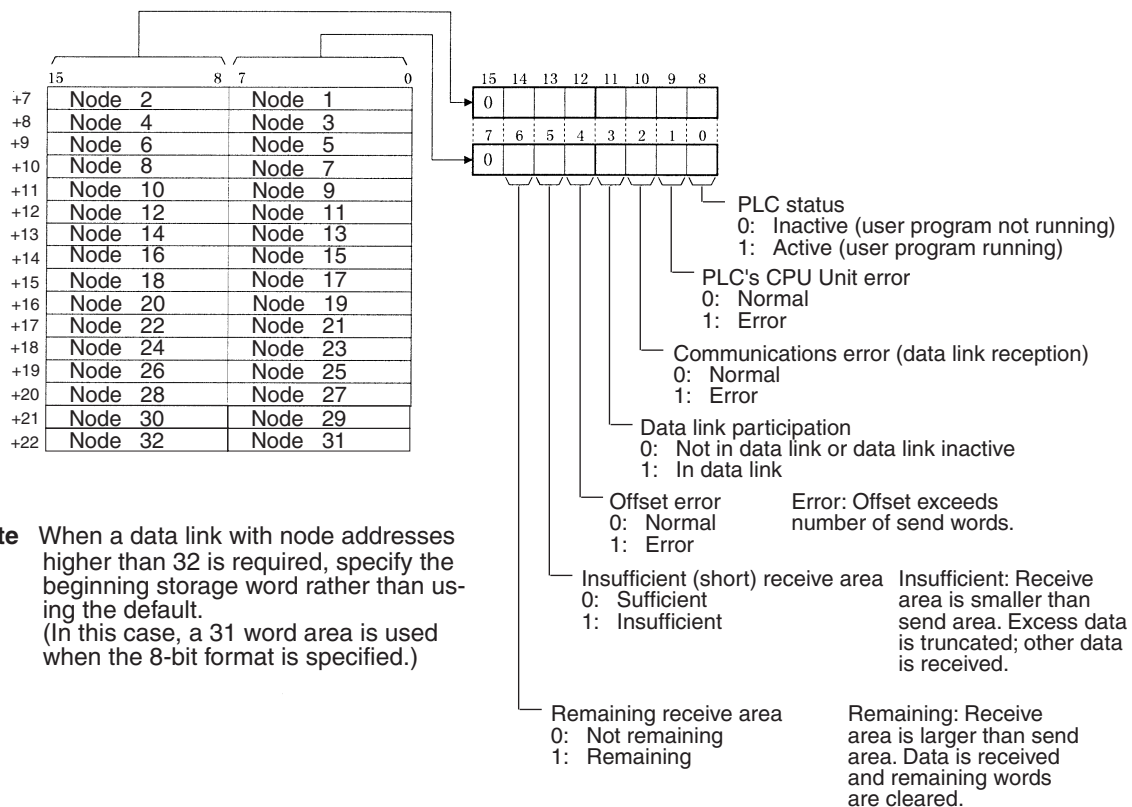 15 8 7 0
+7 Node 2 Node 1
+8 Node 4 Node 3
+9 Node 6 Node 5
+10 Node 8 Node 7
+11 Node 10 Node 9
+12 Node 12 Node 11
+13 Node 14 Node 13
+14 Node 16 Node 15
+15 Node 18 Node 17
+16 Node 20 Node 19
+17 Node 22 Node 21
+18 Node 24 Node 23
+19 Node 26 Node 25
+20 Node 28 Node 27
+21 Node 30 Node 29
+22 Node 32 Node 31
15 14 13 12 11 10 9 8
0
7 6 5 4 3 2 1 0
0
PLC status
0: Inactive (user program not running)
1: Active (user program running)
PLC's CPU Unit error
0: Normal
1: Error
Communications error (data link reception)
0: Normal
1: Error
Data link participation
0: Not in data link or data link inactive
1: In data link
Offset error
0: Normal
1: Error
Error: Offset exceeds
number of send words.
Insufficient (short) receive area
0: Sufficient
1: Insufficient
Insufficient: Receive
area is smaller than
send area. Excess data
is truncated; other data
is received.
Remaining receive area
0: Not remaining
1: Remaining
Remaining: Receive
area is larger than send
area. Data is received
and remaining words
are cleared.
te When a data link with node addresses
higher than 32 is required, specify the
beginning storage word rather than us-
ing the default.
(In this case, a 31 word area is used
when the 8-bit format is specified.)